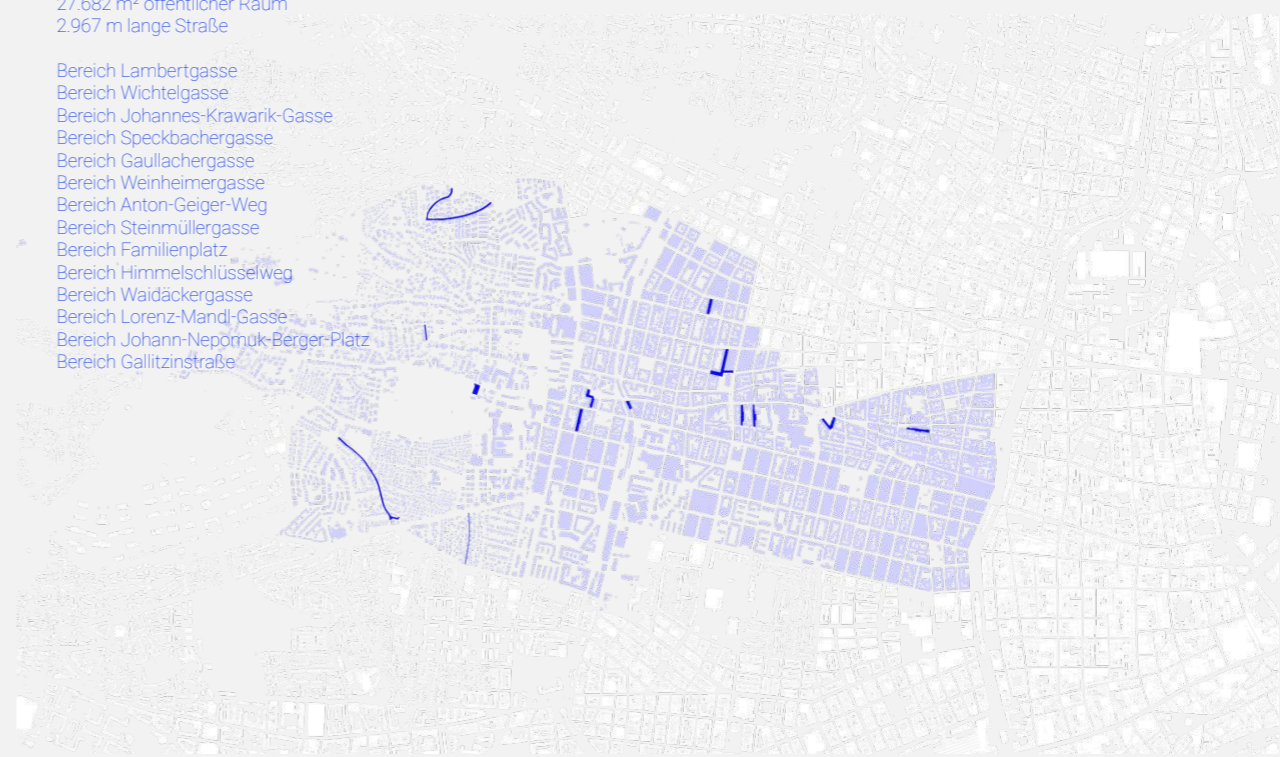 27.682 m² öffentlicher Raum
2.967 m lange Straße
Bereich Lambertgasse
Bereich Wichtelgasse
Bereich Johannes-Krawarik-Gasse
Bereich Speckbachergasse
Bereich Gaullachergasse
Bereich Weinheimergasse
Bereich Anton-Geiger-Weg
Bereich Steinmüllergasse
Bereich Familienplatz
Bereich Himmelschlüsselweg
Bereich Waidäckergasse
Bereich Lorenz-Mandl-Gasse
Bereich Johann-Nepomuk-Berger-Platz
Bereich Gallitzinstraße